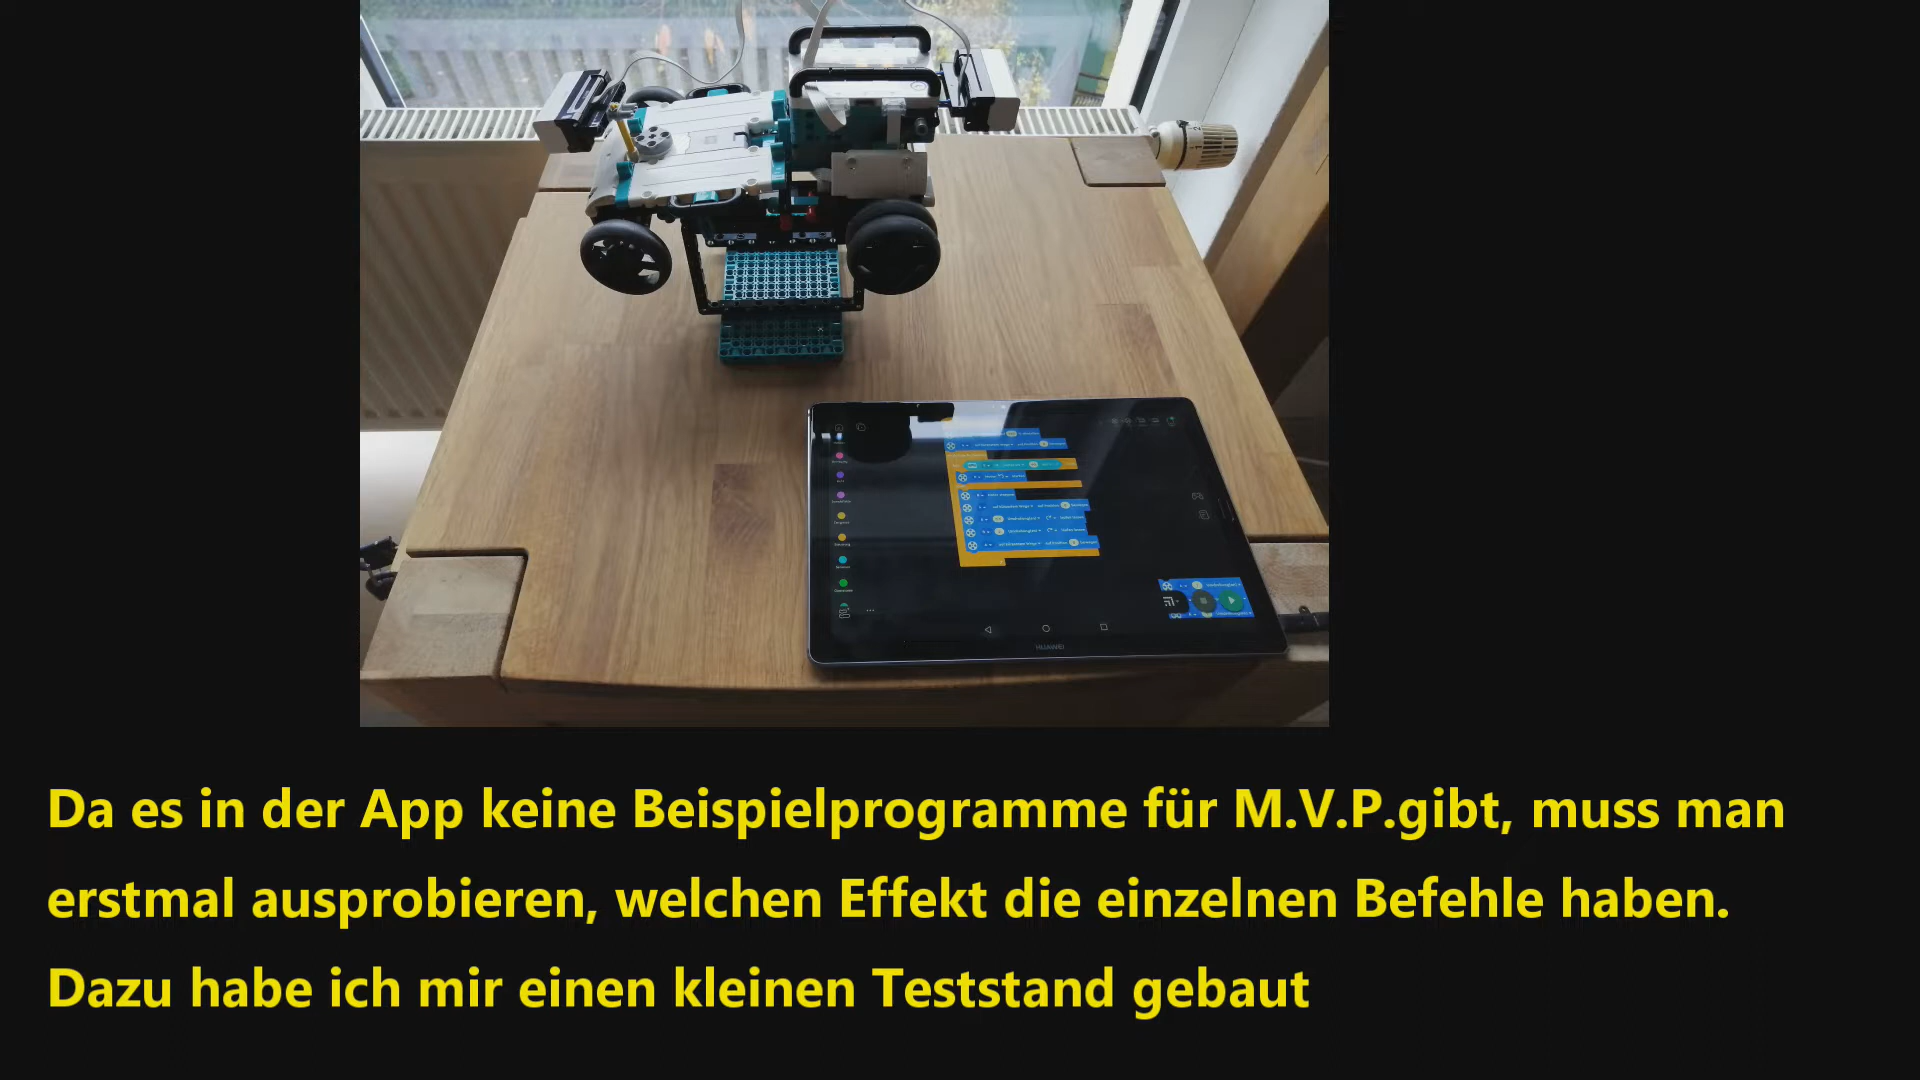 HUAWEI
Da es in der App keine Beispielprogramme für M.V.P.gibt, muss man
erstmal ausprobieren, welchen Effekt die einzelnen Befehle haben.
Dazu habe ich mir einen kleinen Teststand gebaut